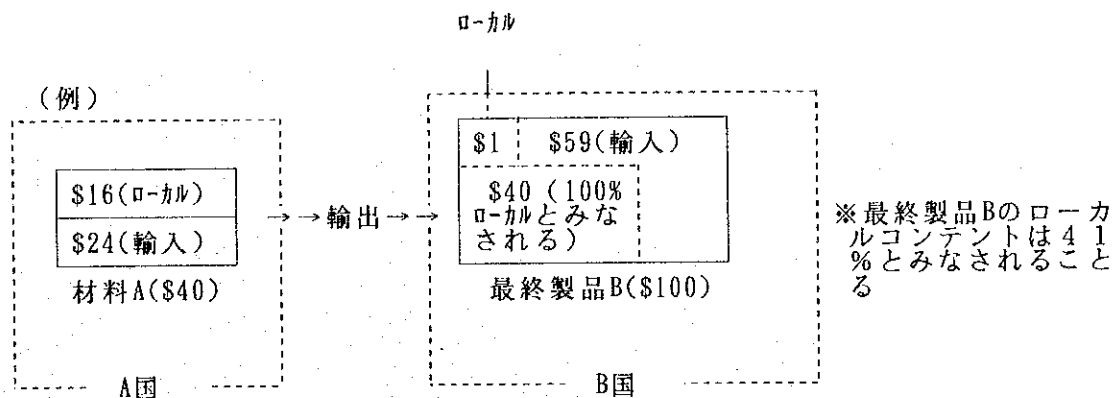 ローカル
(例)
$16(ローカル)
$24(輸入)
材料A($40)
A国
→→輸出→→
$1 $59(輸入)
$40(100%
ローカルとみな
される)
最終製品B($100)
B国
※最終製品Bのローカ
ルコンテントは41
%とみなされること
る